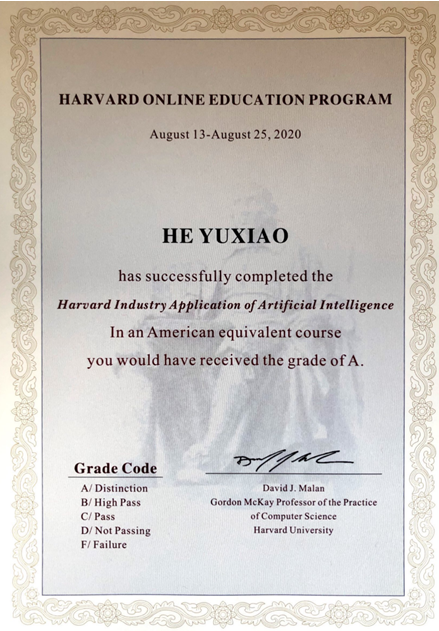 HARVARD ONLINE EDUCATION PROGRAM
August 13-August 25, 2020
HE YUXIAO
has successfully completed the
Harvard Industry Application of Artificial Intelligence
In an American equivalent course
you would have received the grade of A.
Grade Code
A/ Distinction
B/ High Pass
C/ Pass
D/ Not Passing
F/ Failure
David J. Malan
Gordon McKay Professor of the Practice
of Computer Science
Harvard University